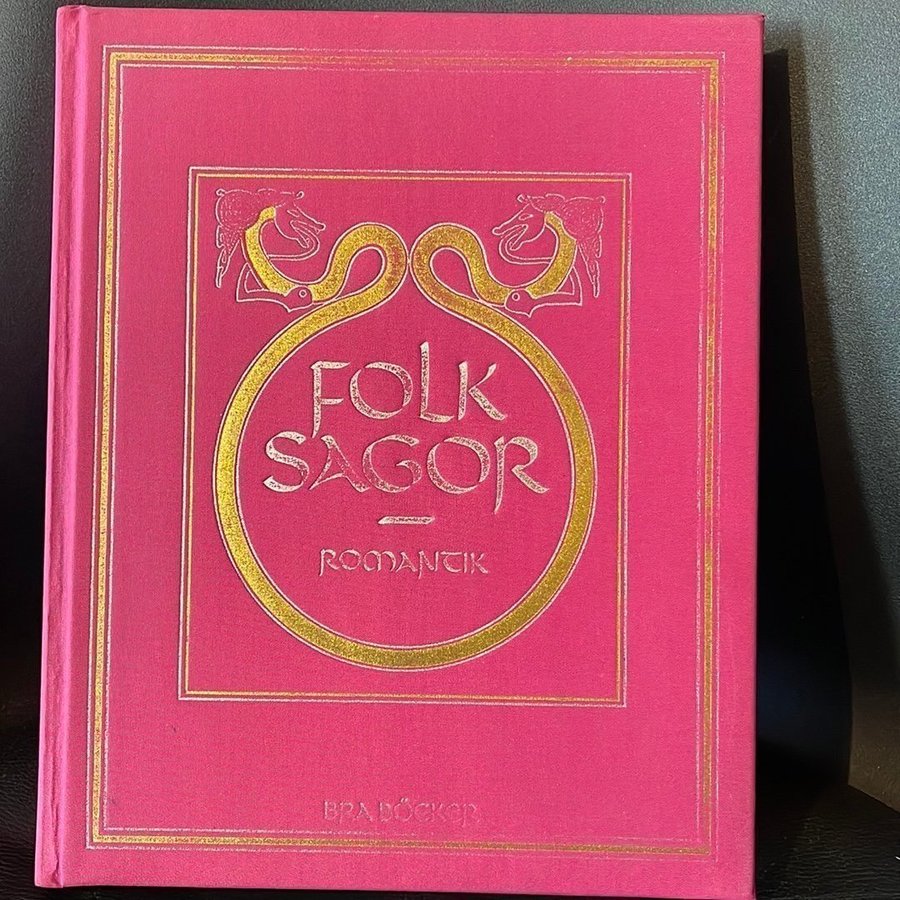 FOLK
SAGOR
ROMANTIK
BRA BÖCKER